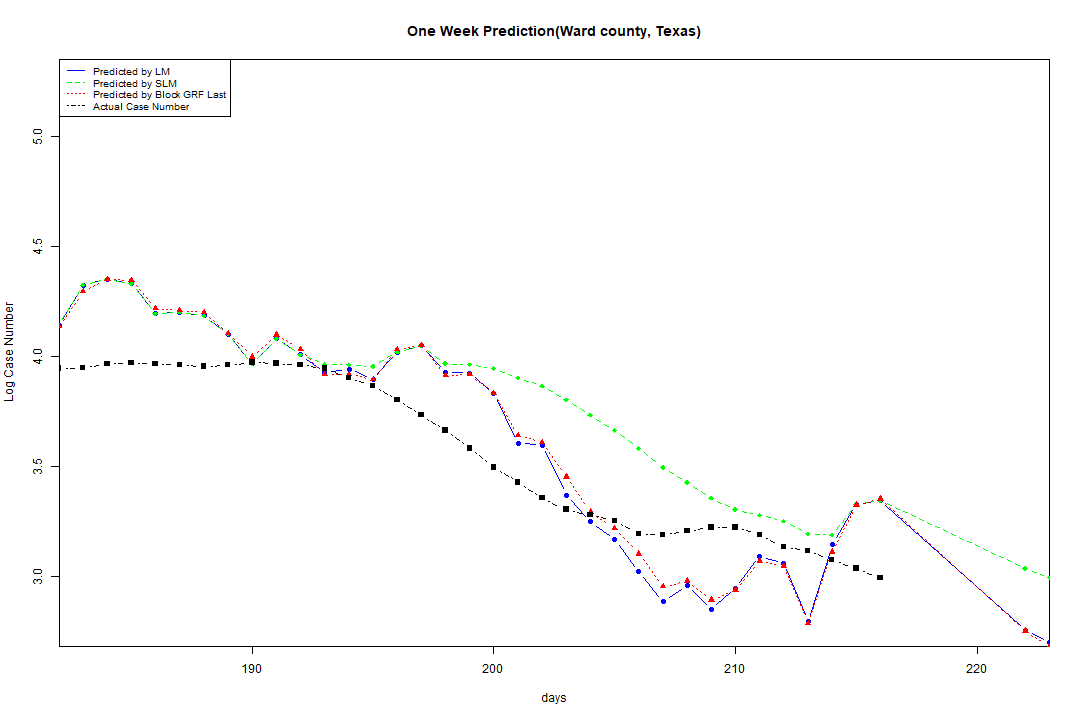 One Week Prediction(Ward county, Texas)
Predicted by LM
Predicted by SLM
Predicted by Block GRF Last
Actual Case Number
5.0
4.5
4.0
3.5
3.0
Log Case Number
190
200
210
220
days